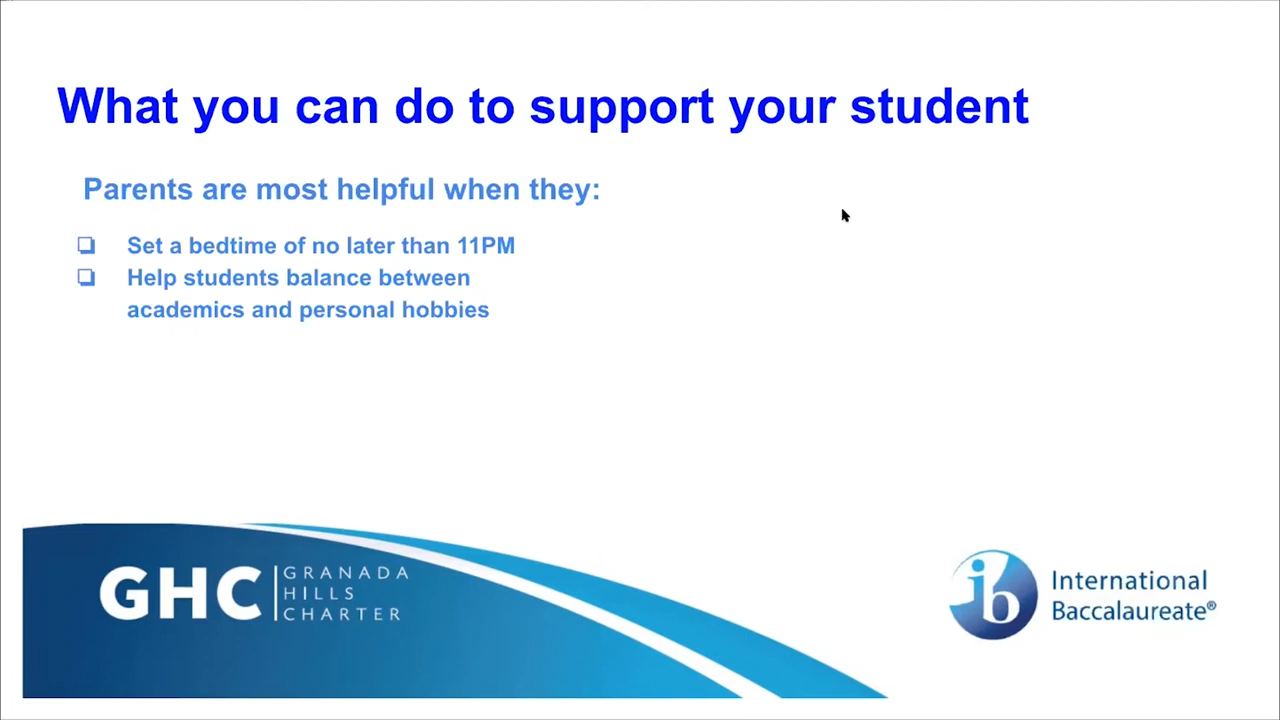 What you can do to support your student
Parents are most helpful when they:
❏ Set a bedtime of no later than 11PM
❏ Help students balance between
academics and personal hobbies
GHC
GRANADA
HILLS
CHARTER
ib
International
Baccalaureate®